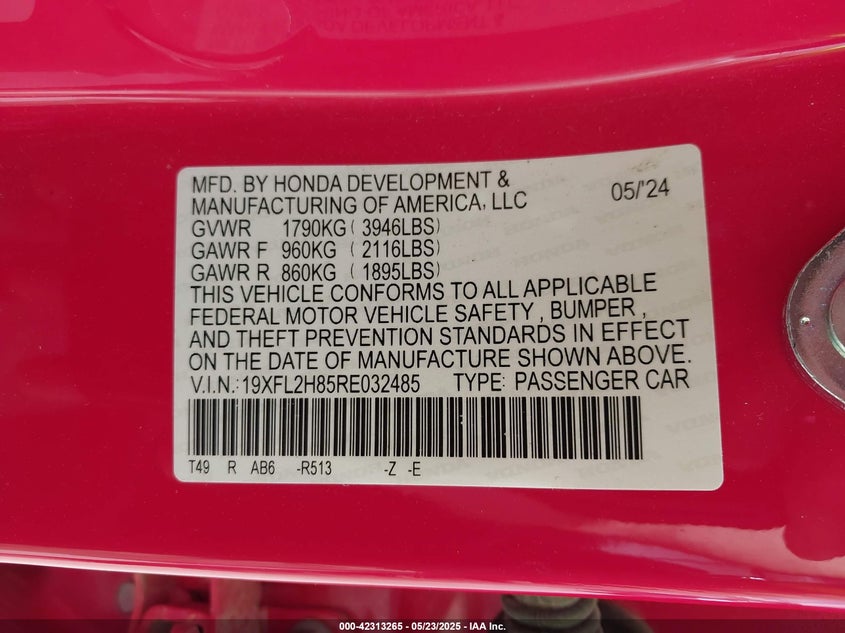 MFD. BY HONDA DEVELOPMENT &
MANUFACTURING OF AMERICA, LLC 05/'24
GVWR 1790KG ( 3946LBS)
GAWR F 960KG ( 2116LBS)
GAWR R 860KG ( 1895LBS)
THIS VEHICLE CONFORMS TO ALL APPLICABLE
FEDERAL MOTOR VEHICLE SAFETY , BUMPER ,
AND THEFT PREVENTION STANDARDS IN EFFECT
ON THE DATE OF MANUFACTURE SHOWN ABOVE.
V.I.N.:19XFL2H85RE032485 TYPE: PASSENGER CAR
T49 R AB6 -R513 -Z -E
000-42313265 - 05/23/2025 - IAA Inc.